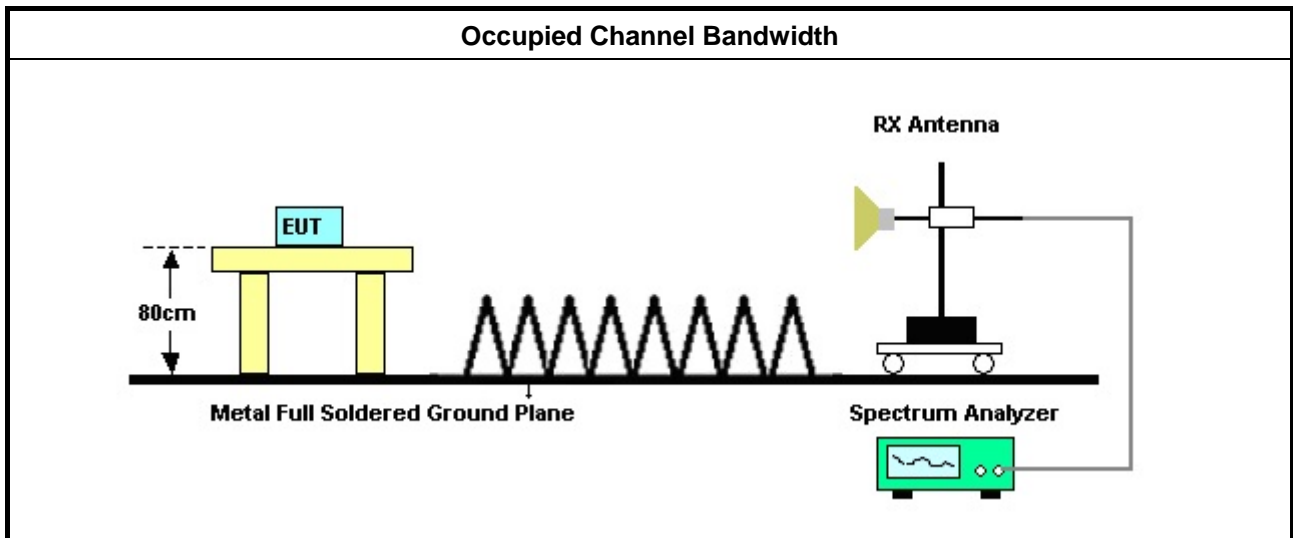 Occupied Channel Bandwidth
RX Antenna
EUT
80cm
Metal Full Soldered Ground Plane
Spectrum Analyzer